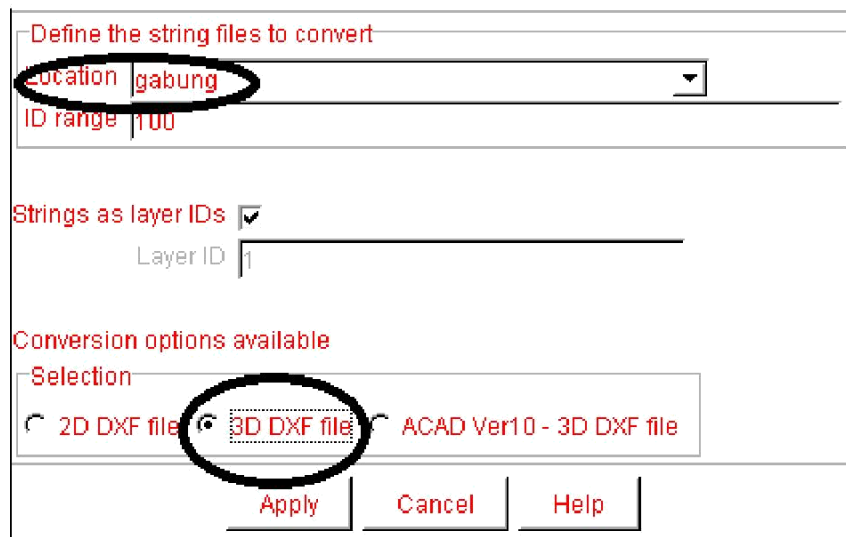 Define the string files to convert
Location gabung
ID range 100
Strings as layer IDs
Layer ID 1
Conversion options available
Selection
2D DXF file 3D DXF file ACAD Ver10 - 3D DXF file
Apply Cancel Help